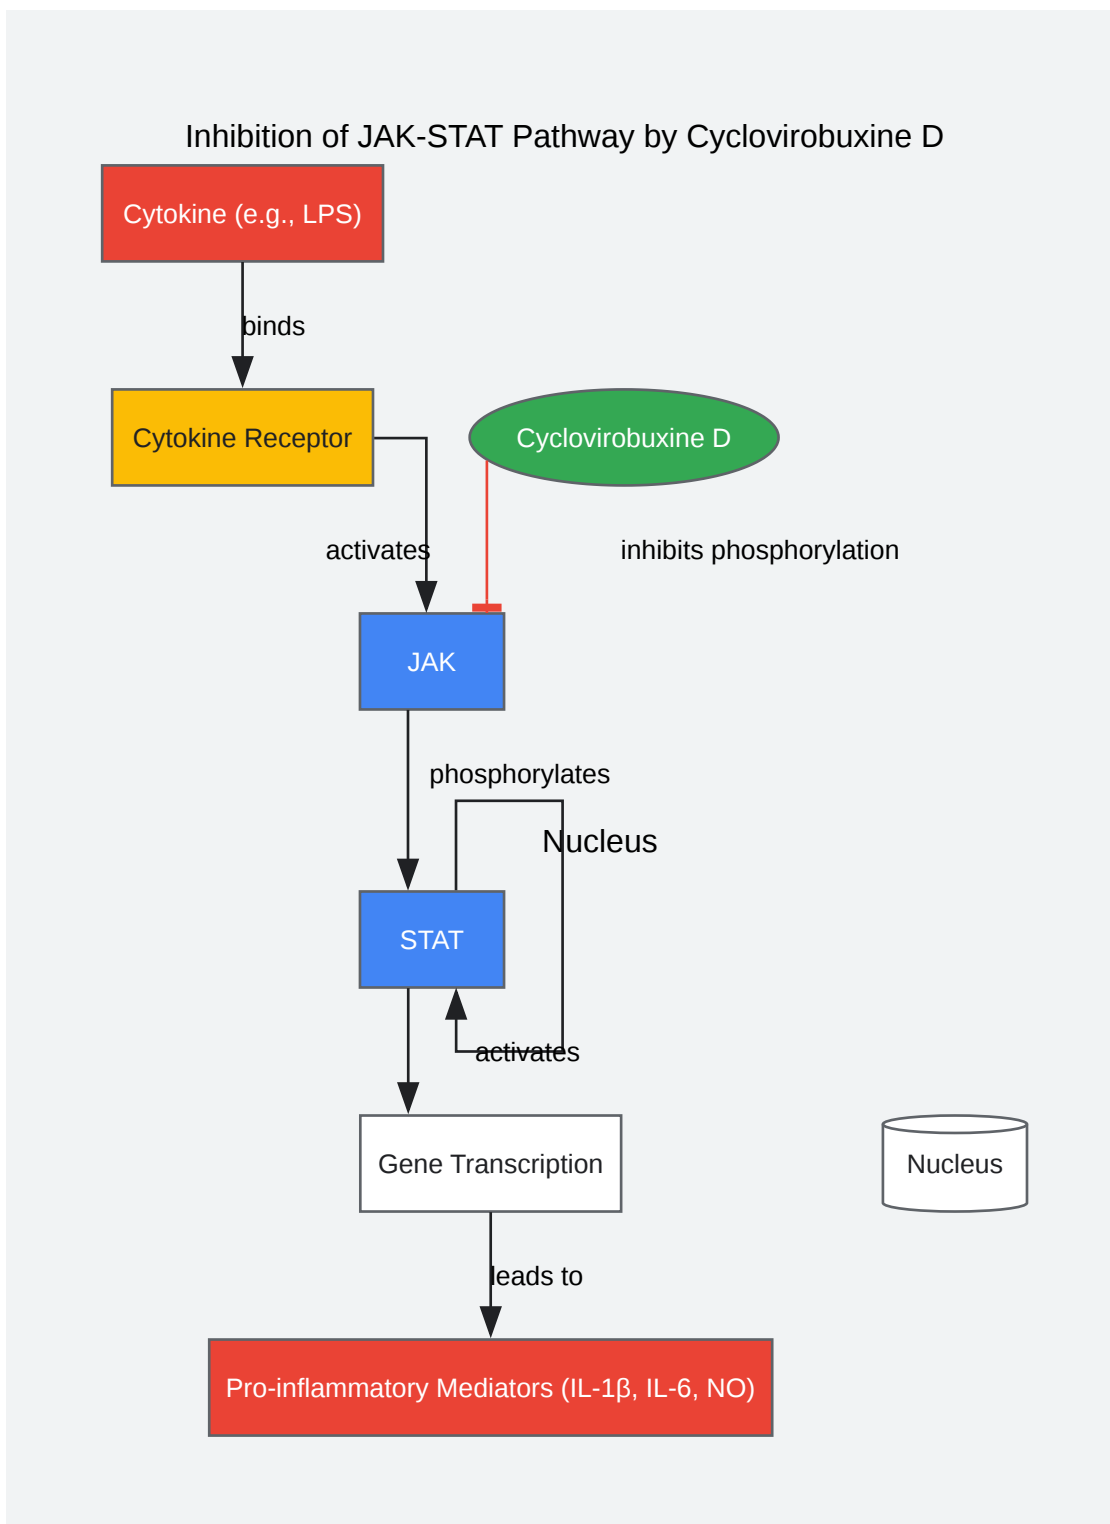 Inhibition of JAK-STAT Pathway by Cyclovirobuxine D
Cytokine (e.g., LPS)
binds
Cytokine Receptor
Cyclovirobuxine D
activates
inhibits phosphorylation
JAK
phosphorylates
Nucleus
STAT
activates
Gene Transcription
Nucleus
leads to
Pro-inflammatory Mediators (IL-1β, IL-6, NO)